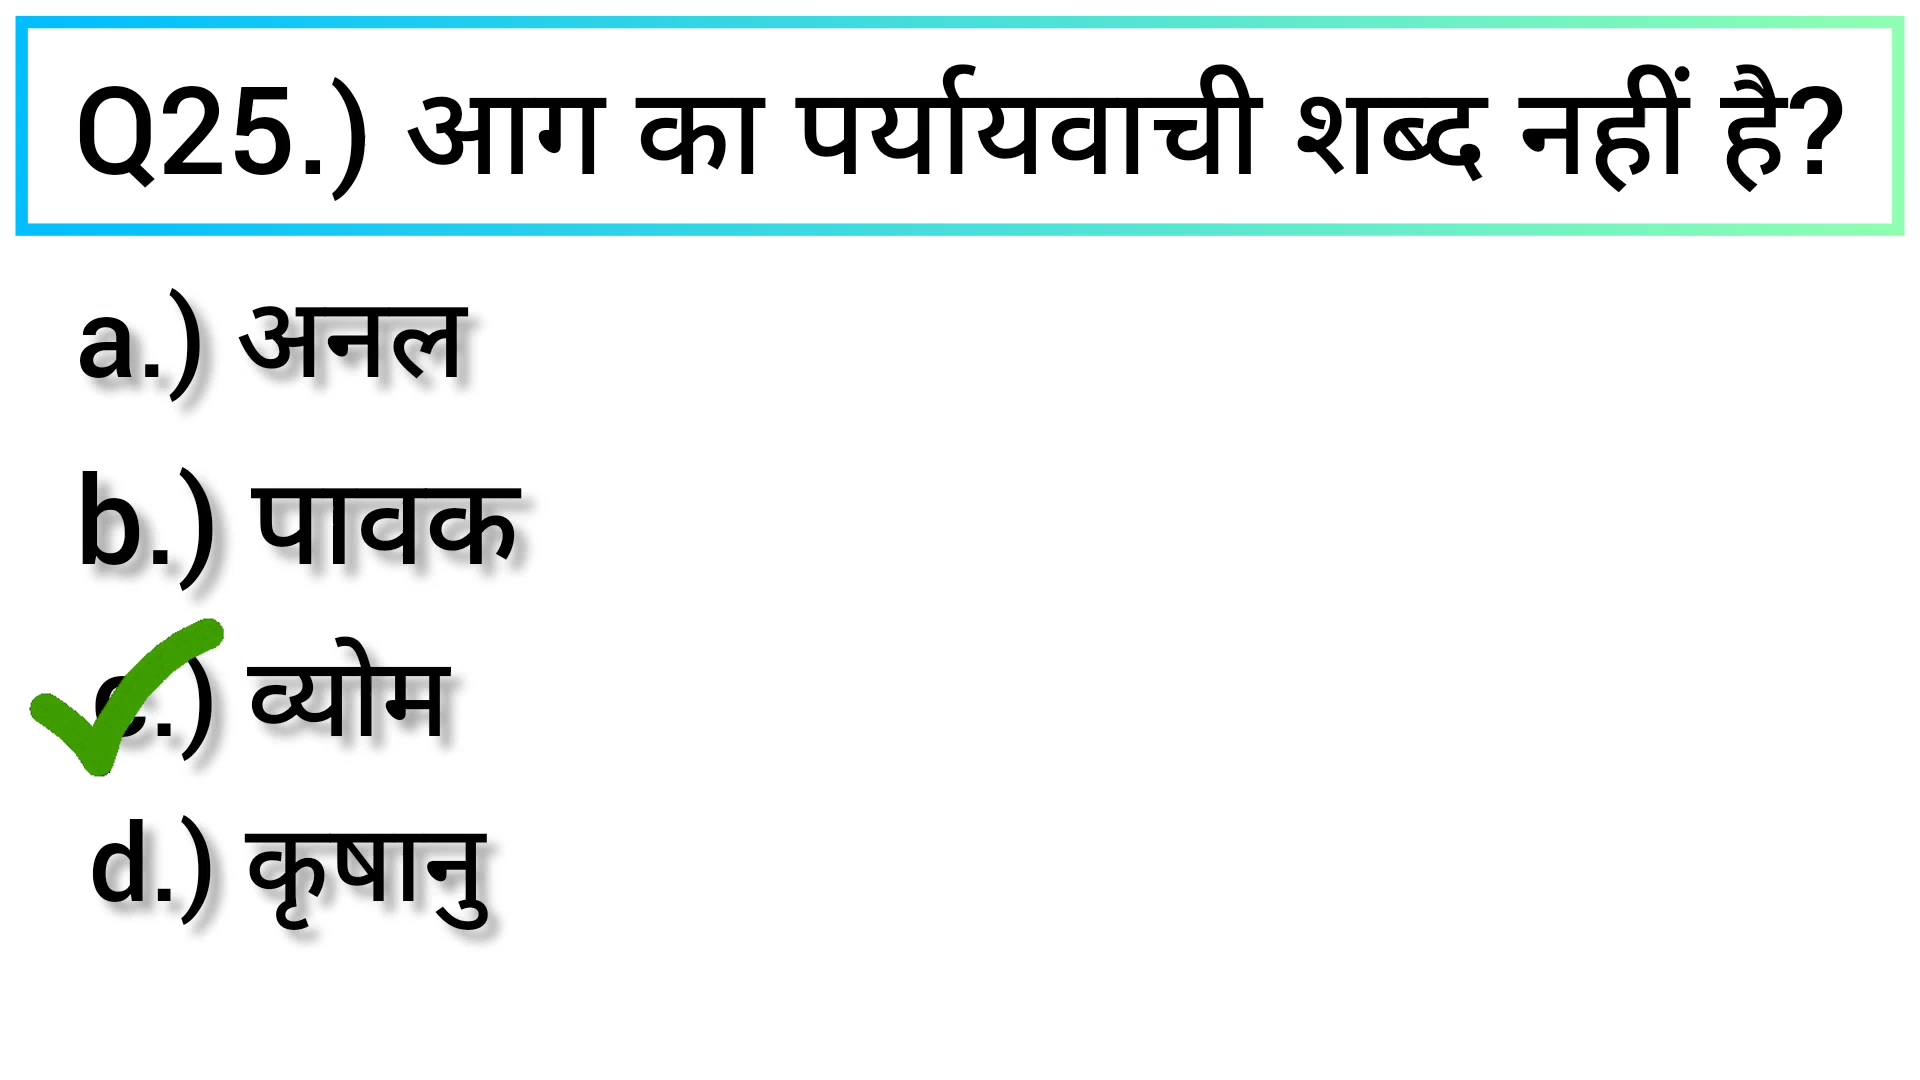 Q25.) आग का पर्यायवाची शब्द नहीं है?
a.) अनल
b.) पावक
c.) व्योम
d.) कृषानु